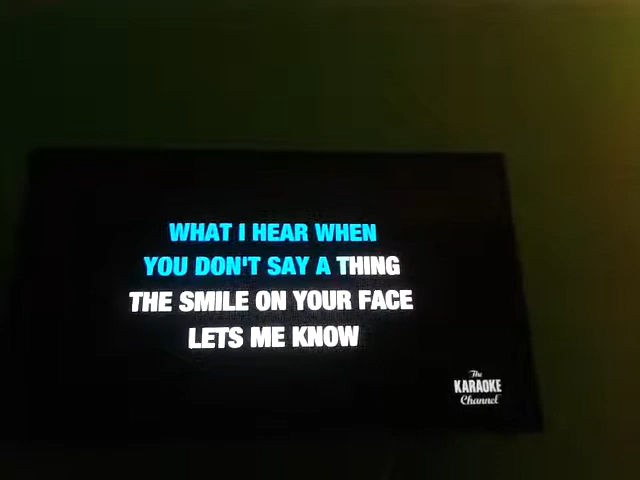 WHAT I HEAR WHEN
YOU DON'T SAY A THING
THE SMILE ON YOUR FACE
LETS ME KNOW
The
KARAOKE
Channel